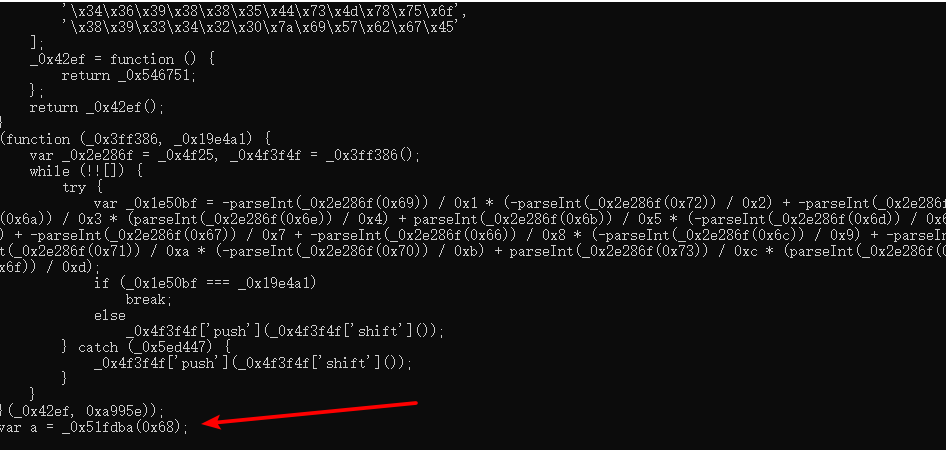 '\x34\x36\x39\x38\x38\x35\x44\x73\x4d\x78\x75\x6f',
'\x38\x39\x33\x34\x32\x30\x7a\x69\x57\x62\x67\x45'
];
_0x42ef = function () {
return _0x546751;
};
return _0x42ef();
}
(function (_0x3ff386, _0x19e4a1) {
var _0x2e286f = _0x4f25, _0x4f3f4f = _0x3ff386();
while (!![]) {
try {
var _0x1e50bf = -parseInt(_0x2e286f(0x69)) / 0x1 * (-parseInt(_0x2e286f(0x72)) / 0x2) + -parseInt(_0x2e286f
(0x6a)) / 0x3 * (parseInt(_0x2e286f(0x6e)) / 0x4) + parseInt(_0x2e286f(0x6b)) / 0x5 * (-parseInt(_0x2e286f(0x6d)) / 0x6
) + -parseInt(_0x2e286f(0x67)) / 0x7 + -parseInt(_0x2e286f(0x66)) / 0x8 * (-parseInt(_0x2e286f(0x6c)) / 0x9) + -parseIn
t(_0x2e286f(0x71)) / 0xa * (-parseInt(_0x2e286f(0x70)) / 0xb) + parseInt(_0x2e286f(0x73)) / 0xc * (parseInt(_0x2e286f(0
x6f)) / 0xd);
if (_0x1e50bf === _0x19e4a1)
break;
else
_0x4f3f4f['push'](_0x4f3f4f['shift']());
} catch (_0x5ed447) {
_0x4f3f4f['push'](_0x4f3f4f['shift']());
}
}
}(_0x42ef, 0xa995e));
var a = _0x51fdba(0x68);